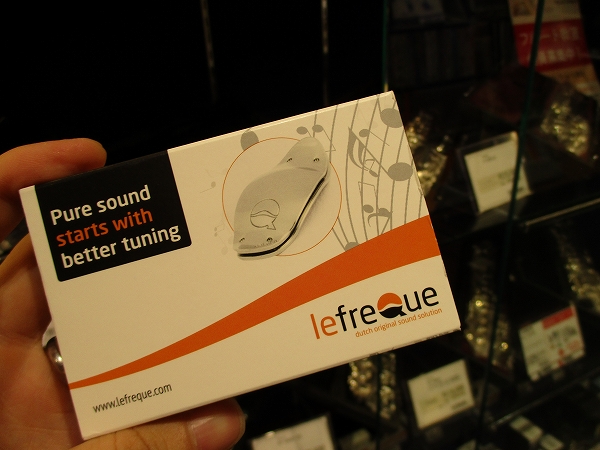 Pure sound
starts with
better tuning
lefreQue
dutch original sound solution
www.lefreque.com